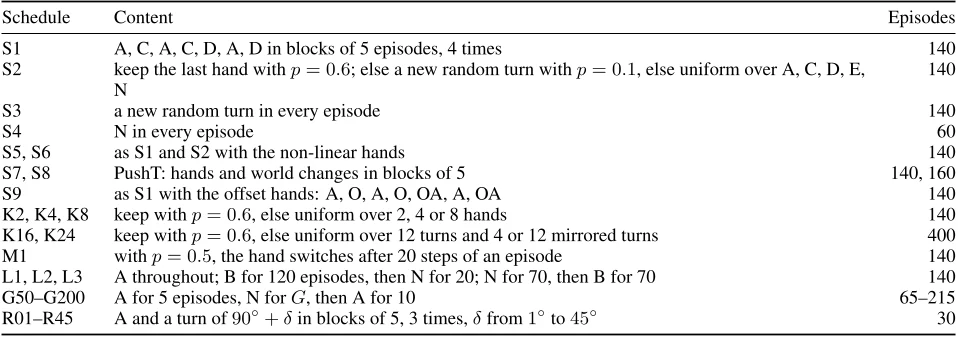 Schedule Content Episodes
S1 A, C, A, C, D, A, D in blocks of 5 episodes, 4 times 140
S2 keep the last hand with p = 0.6; else a new random turn with p = 0.1, else uniform over A, C, D, E, 140
N
S3 a new random turn in every episode 140
S4 N in every episode 60
S5, S6 as S1 and S2 with the non-linear hands 140
S7, S8 PushT: hands and world changes in blocks of 5 140, 160
S9 as S1 with the offset hands: A, O, A, O, OA, A, OA 140
K2, K4, K8 keep with p = 0.6, else uniform over 2, 4 or 8 hands 140
K16, K24 keep with p = 0.6, else uniform over 12 turns and 4 or 12 mirrored turns 400
M1 with p = 0.5, the hand switches after 20 steps of an episode 140
L1, L2, L3 A throughout; B for 120 episodes, then N for 20; N for 70, then B for 70 140
G50–G200 A for 5 episodes, N for G, then A for 10 65–215
R01–R45 A and a turn of 90° + δ in blocks of 5, 3 times, δ from 1° to 45° 30